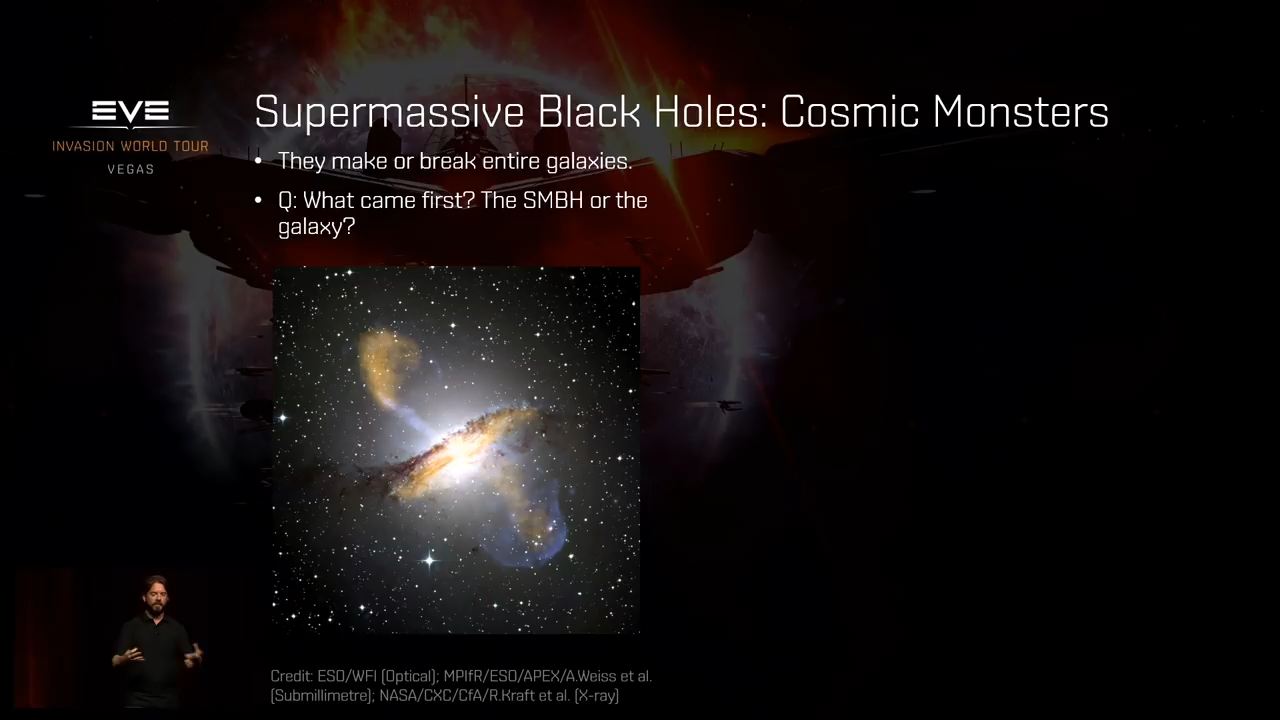 EVE
INVASION WORLD TOUR
VEGAS
Supermassive Black Holes: Cosmic Monsters
• They make or break entire galaxies.
• Q: What came first? The SMBH or the
galaxy?
Credit: ESO/WFI (Optical); MPIfR/ESO/APEX/A.Weiss et al.
(Submillimetre); NASA/CXC/CfA/R.Kraft et al. (X-ray)